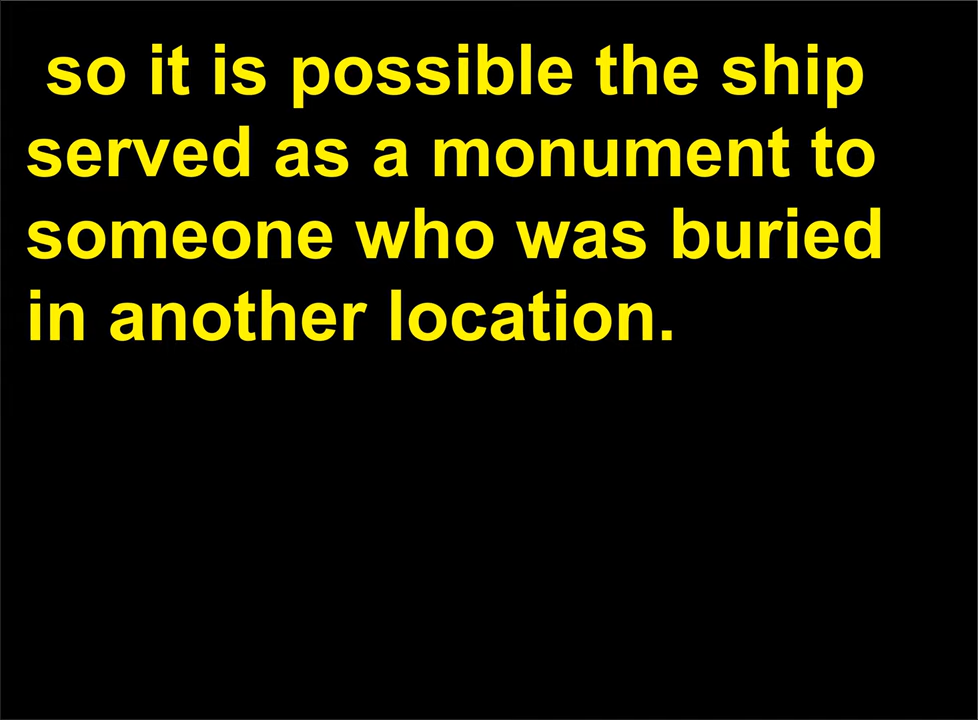 so it is possible the ship
served as a monument to
someone who was buried
in another location.